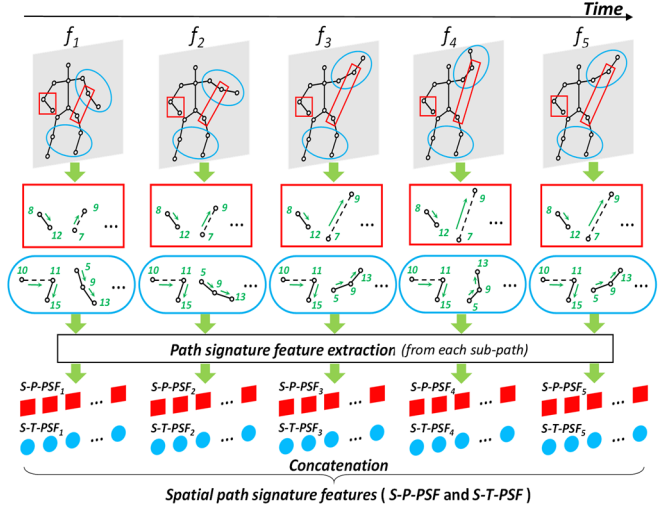 Time
f1 f2 f3 f4 f5
8 9 12 7 ...
8 9 12 7 ...
8 9 12 7 ...
8 9 12 7 ...
8 9 12 7 ...
10 11 5 9 15 13 ...
10 11 5 9 15 13 ...
10 11 13 9 15 5 ...
10 11 13 9 15 5 ...
10 11 13 9 15 5 ...
Path signature feature extraction (from each sub-path)
S-P-PSF1 S-P-PSF2 S-P-PSF3 S-P-PSF4 S-P-PSF5
... ... ... ... ...
S-T-PSF1 S-T-PSF2 S-T-PSF3 S-T-PSF4 S-T-PSF5
... ... ... ... ...
Concatenation
Spatial path signature features ( S-P-PSF and S-T-PSF )